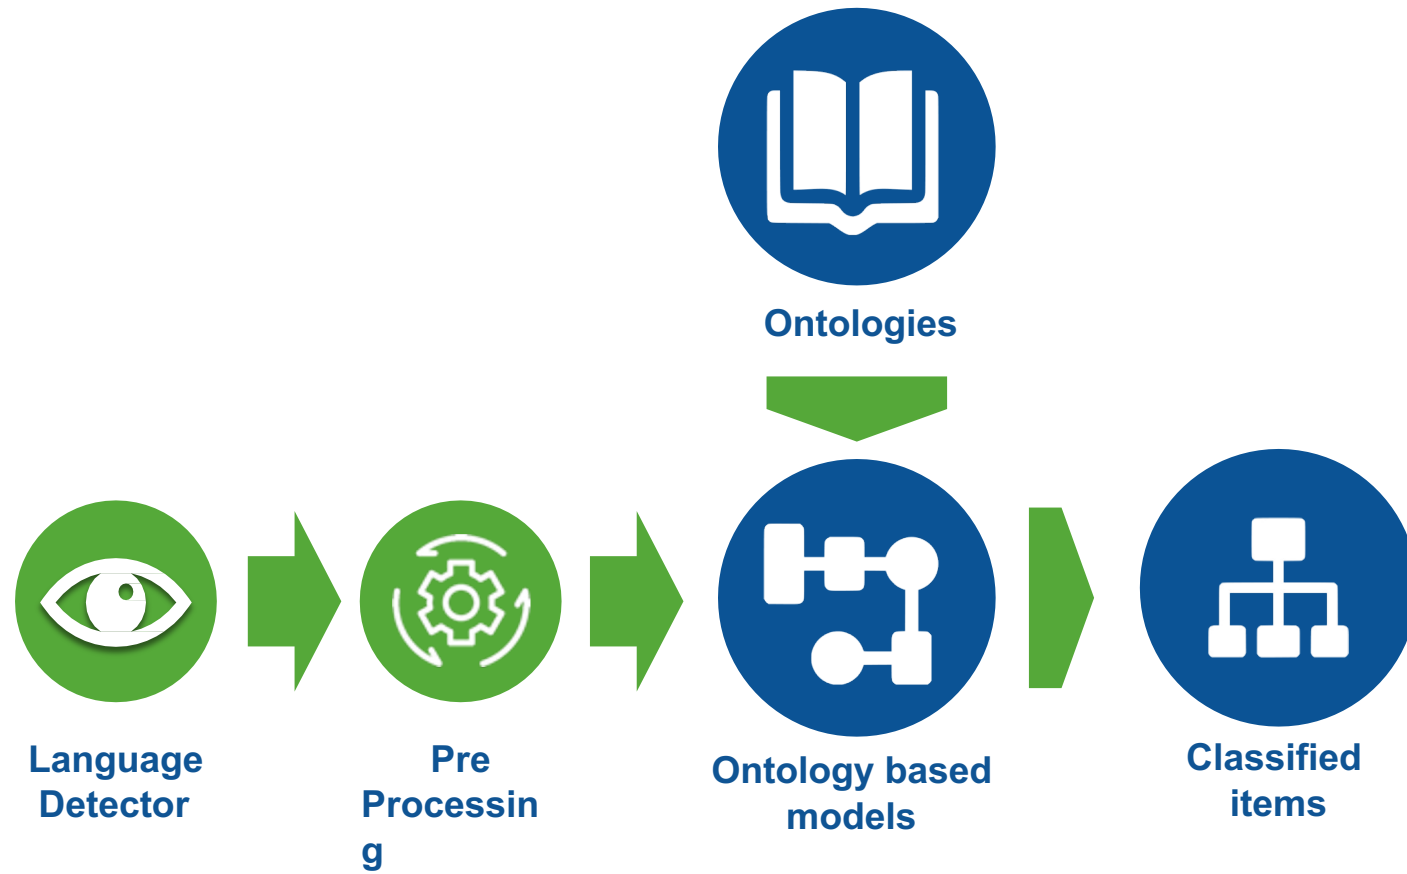 Ontologies
Language
Detector
Pre
Processin
g
Ontology based
models
Classified
items